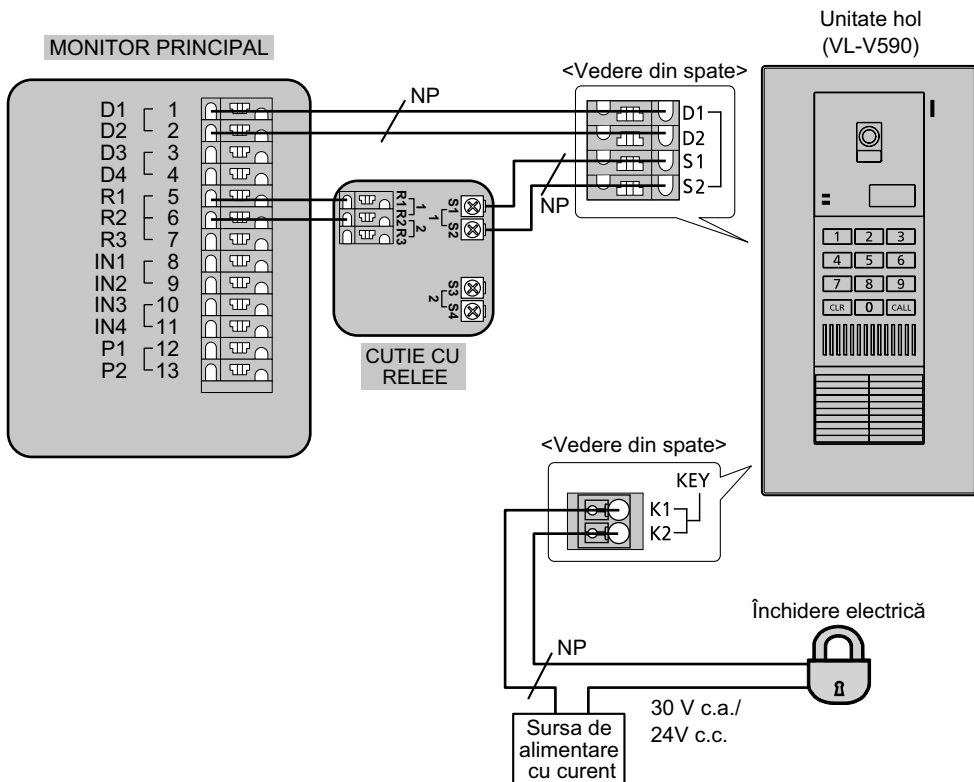 Unitate hol
(VL-V590)
MONITOR PRINCIPAL
<Vedere din spate>
D1 1
D2 2
D3 3
D4 4
R1 5
R2 6
R3 7
IN1 8
IN2 9
IN3 10
IN4 11
P1 12
P2 13
NP
D1
D2
S1
S2
NP
R1
R2
R3
1
2
S1
S2
1
S3
S4
2
CUTIE CU
RELEE
1 2 3
4 5 6
7 8 9
CLR 0 CALL
<Vedere din spate>
KEY
K1
K2
Închidere electrică
NP
30 V c.a./
24V c.c.
Sursa de
alimentare
cu curent